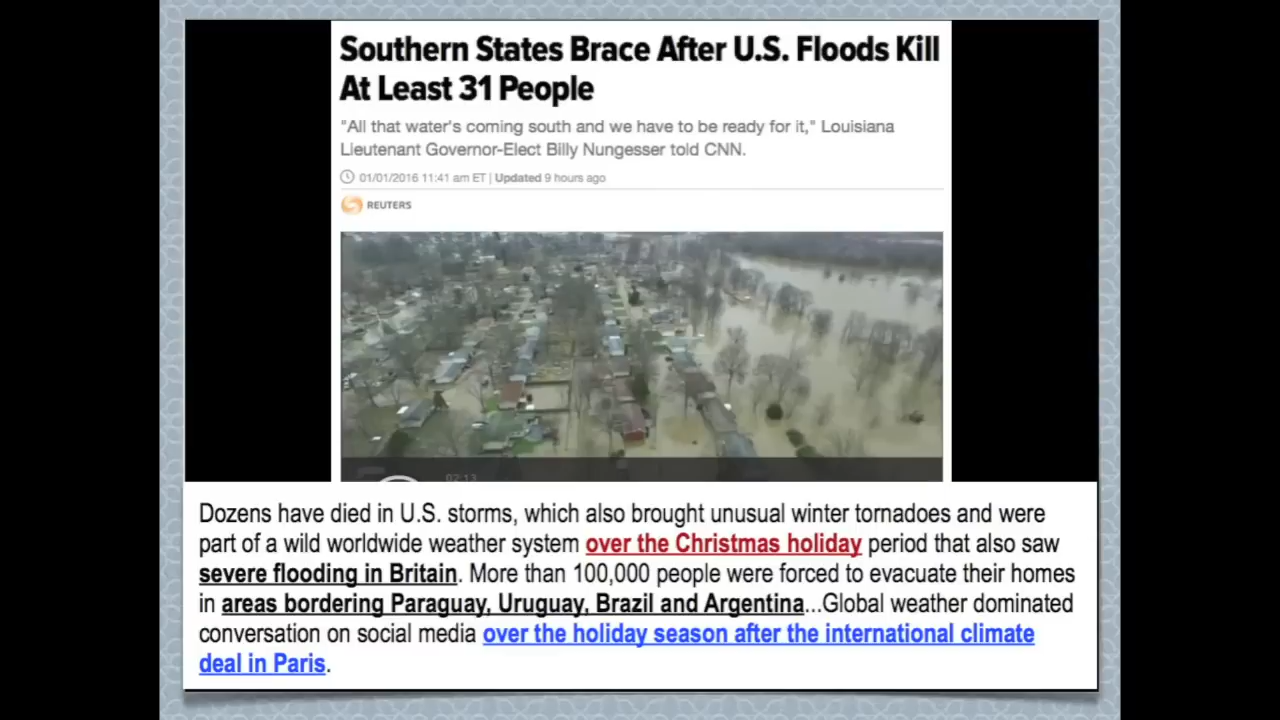 Southern States Brace After U.S. Floods Kill
At Least 31 People
"All that water's coming south and we have to be ready for it," Louisiana
Lieutenant Governor-Elect Billy Nungesser told CNN.
01/01/2016 11:41 am ET | Updated 9 hours ago
REUTERS
02:13
Dozens have died in U.S. storms, which also brought unusual winter tornadoes and were
part of a wild worldwide weather system over the Christmas holiday period that also saw
severe flooding in Britain. More than 100,000 people were forced to evacuate their homes
in areas bordering Paraguay, Uruguay, Brazil and Argentina...Global weather dominated
conversation on social media over the holiday season after the international climate
deal in Paris.